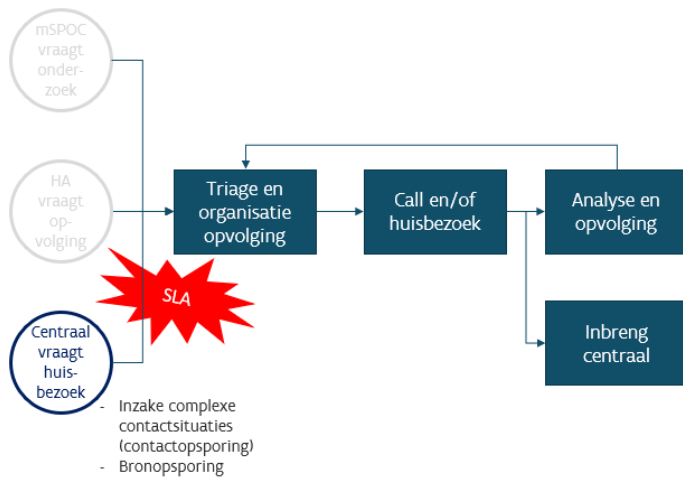 mSPOC
vraagt
onder-
zoek
HA
vraagt
op-
volging
Centraal
vraagt
huis-
bezoek
SLA
Triage en
organisatie
opvolging
Call en/of
huisbezoek
Analyse en
opvolging
Inbreng
centraal
- Inzake complexe
contactsituaties
(contactopsporing)
- Bronopsporing